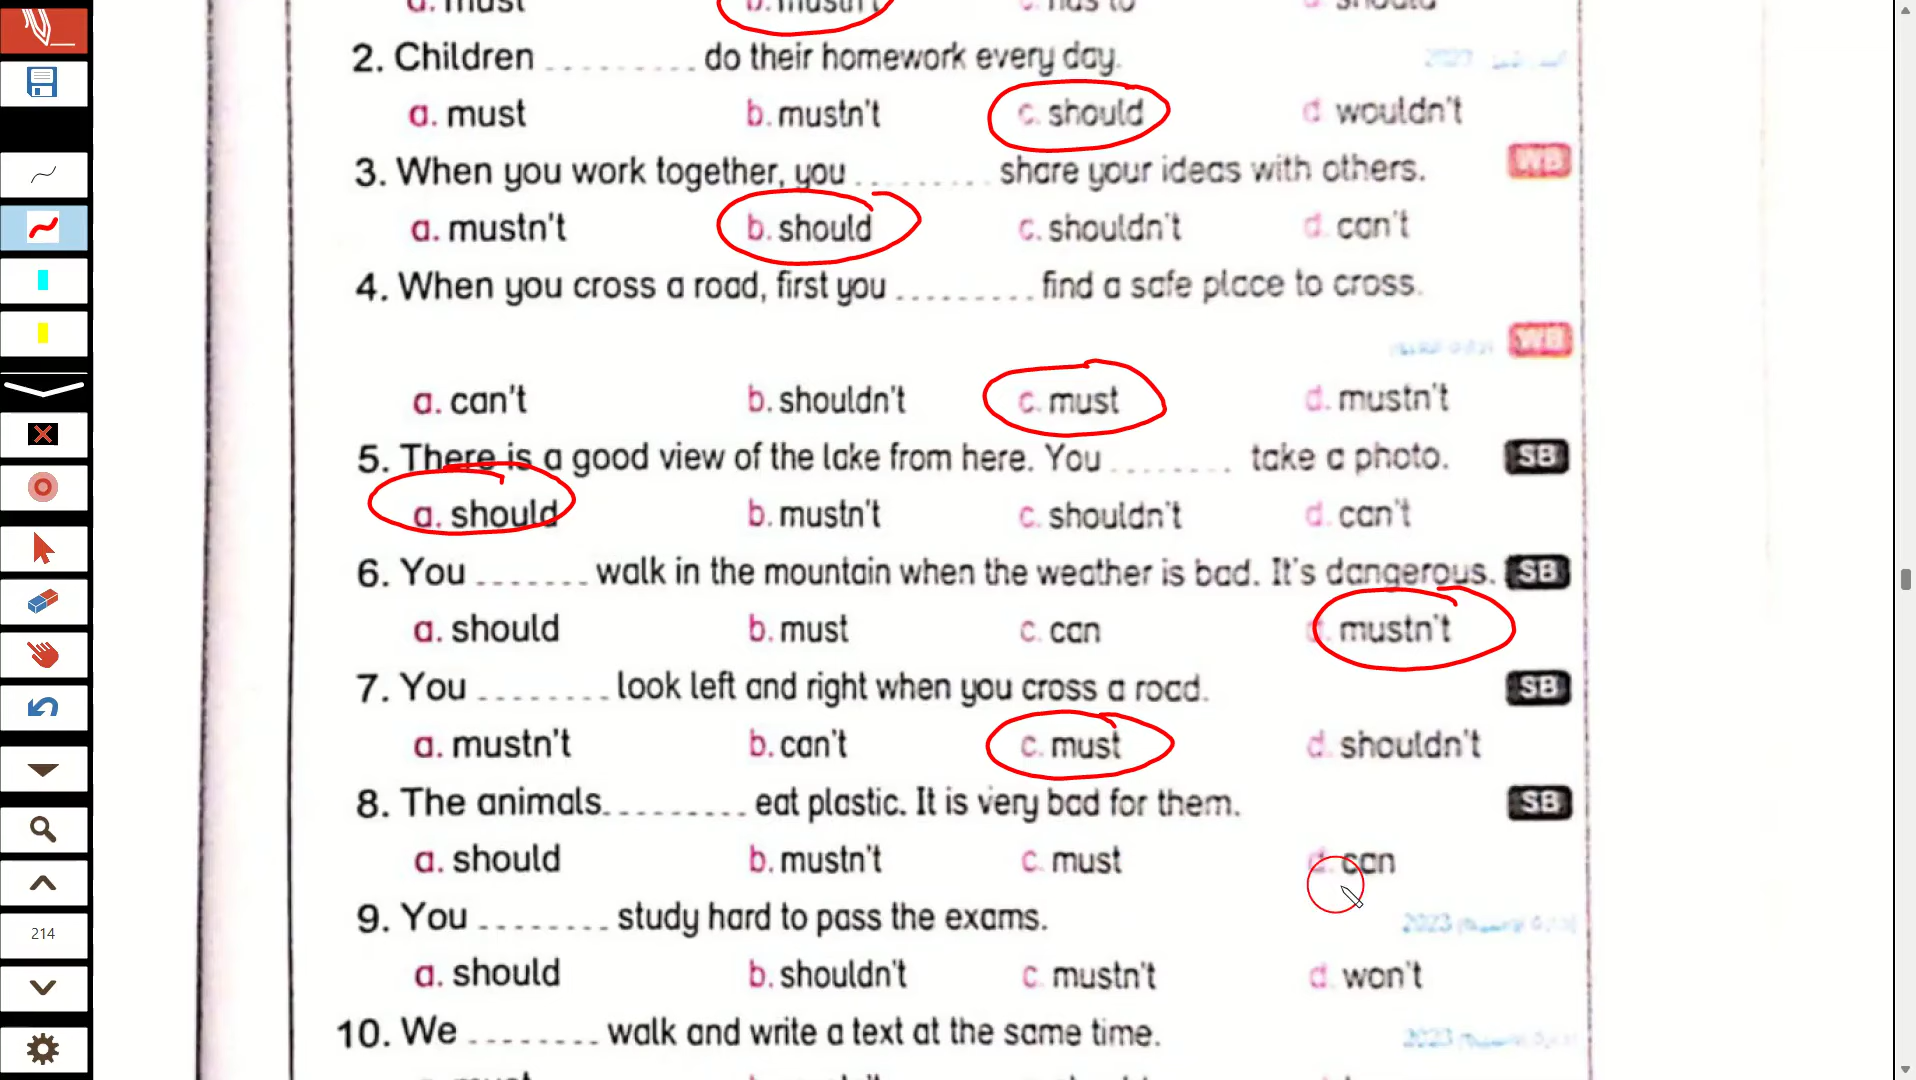 2. Children ......... do their homework every day.
a. must b. mustn't c. should d. wouldn't
3. When you work together, you ......... share your ideas with others. WB
a. mustn't b. should c. shouldn't d. can't
4. When you cross a road, first you ......... find a safe place to cross.
WB
a. can't b. shouldn't c. must d. mustn't
5. There is a good view of the lake from here. You ........ take a photo. SB
a. should b. mustn't c. shouldn't d. can't
6. You ....... walk in the mountain when the weather is bad. It's dangerous. SB
a. should b. must c. can d. mustn't
7. You ........ look left and right when you cross a road. SB
a. mustn't b. can't c. must d. shouldn't
8. The animals ......... eat plastic. It is very bad for them. SB
a. should b. mustn't c. must d. can
9. You ........ study hard to pass the exams. 2023
a. should b. shouldn't c. mustn't d. won't
10. We ........ walk and write a text at the same time. 2023
214